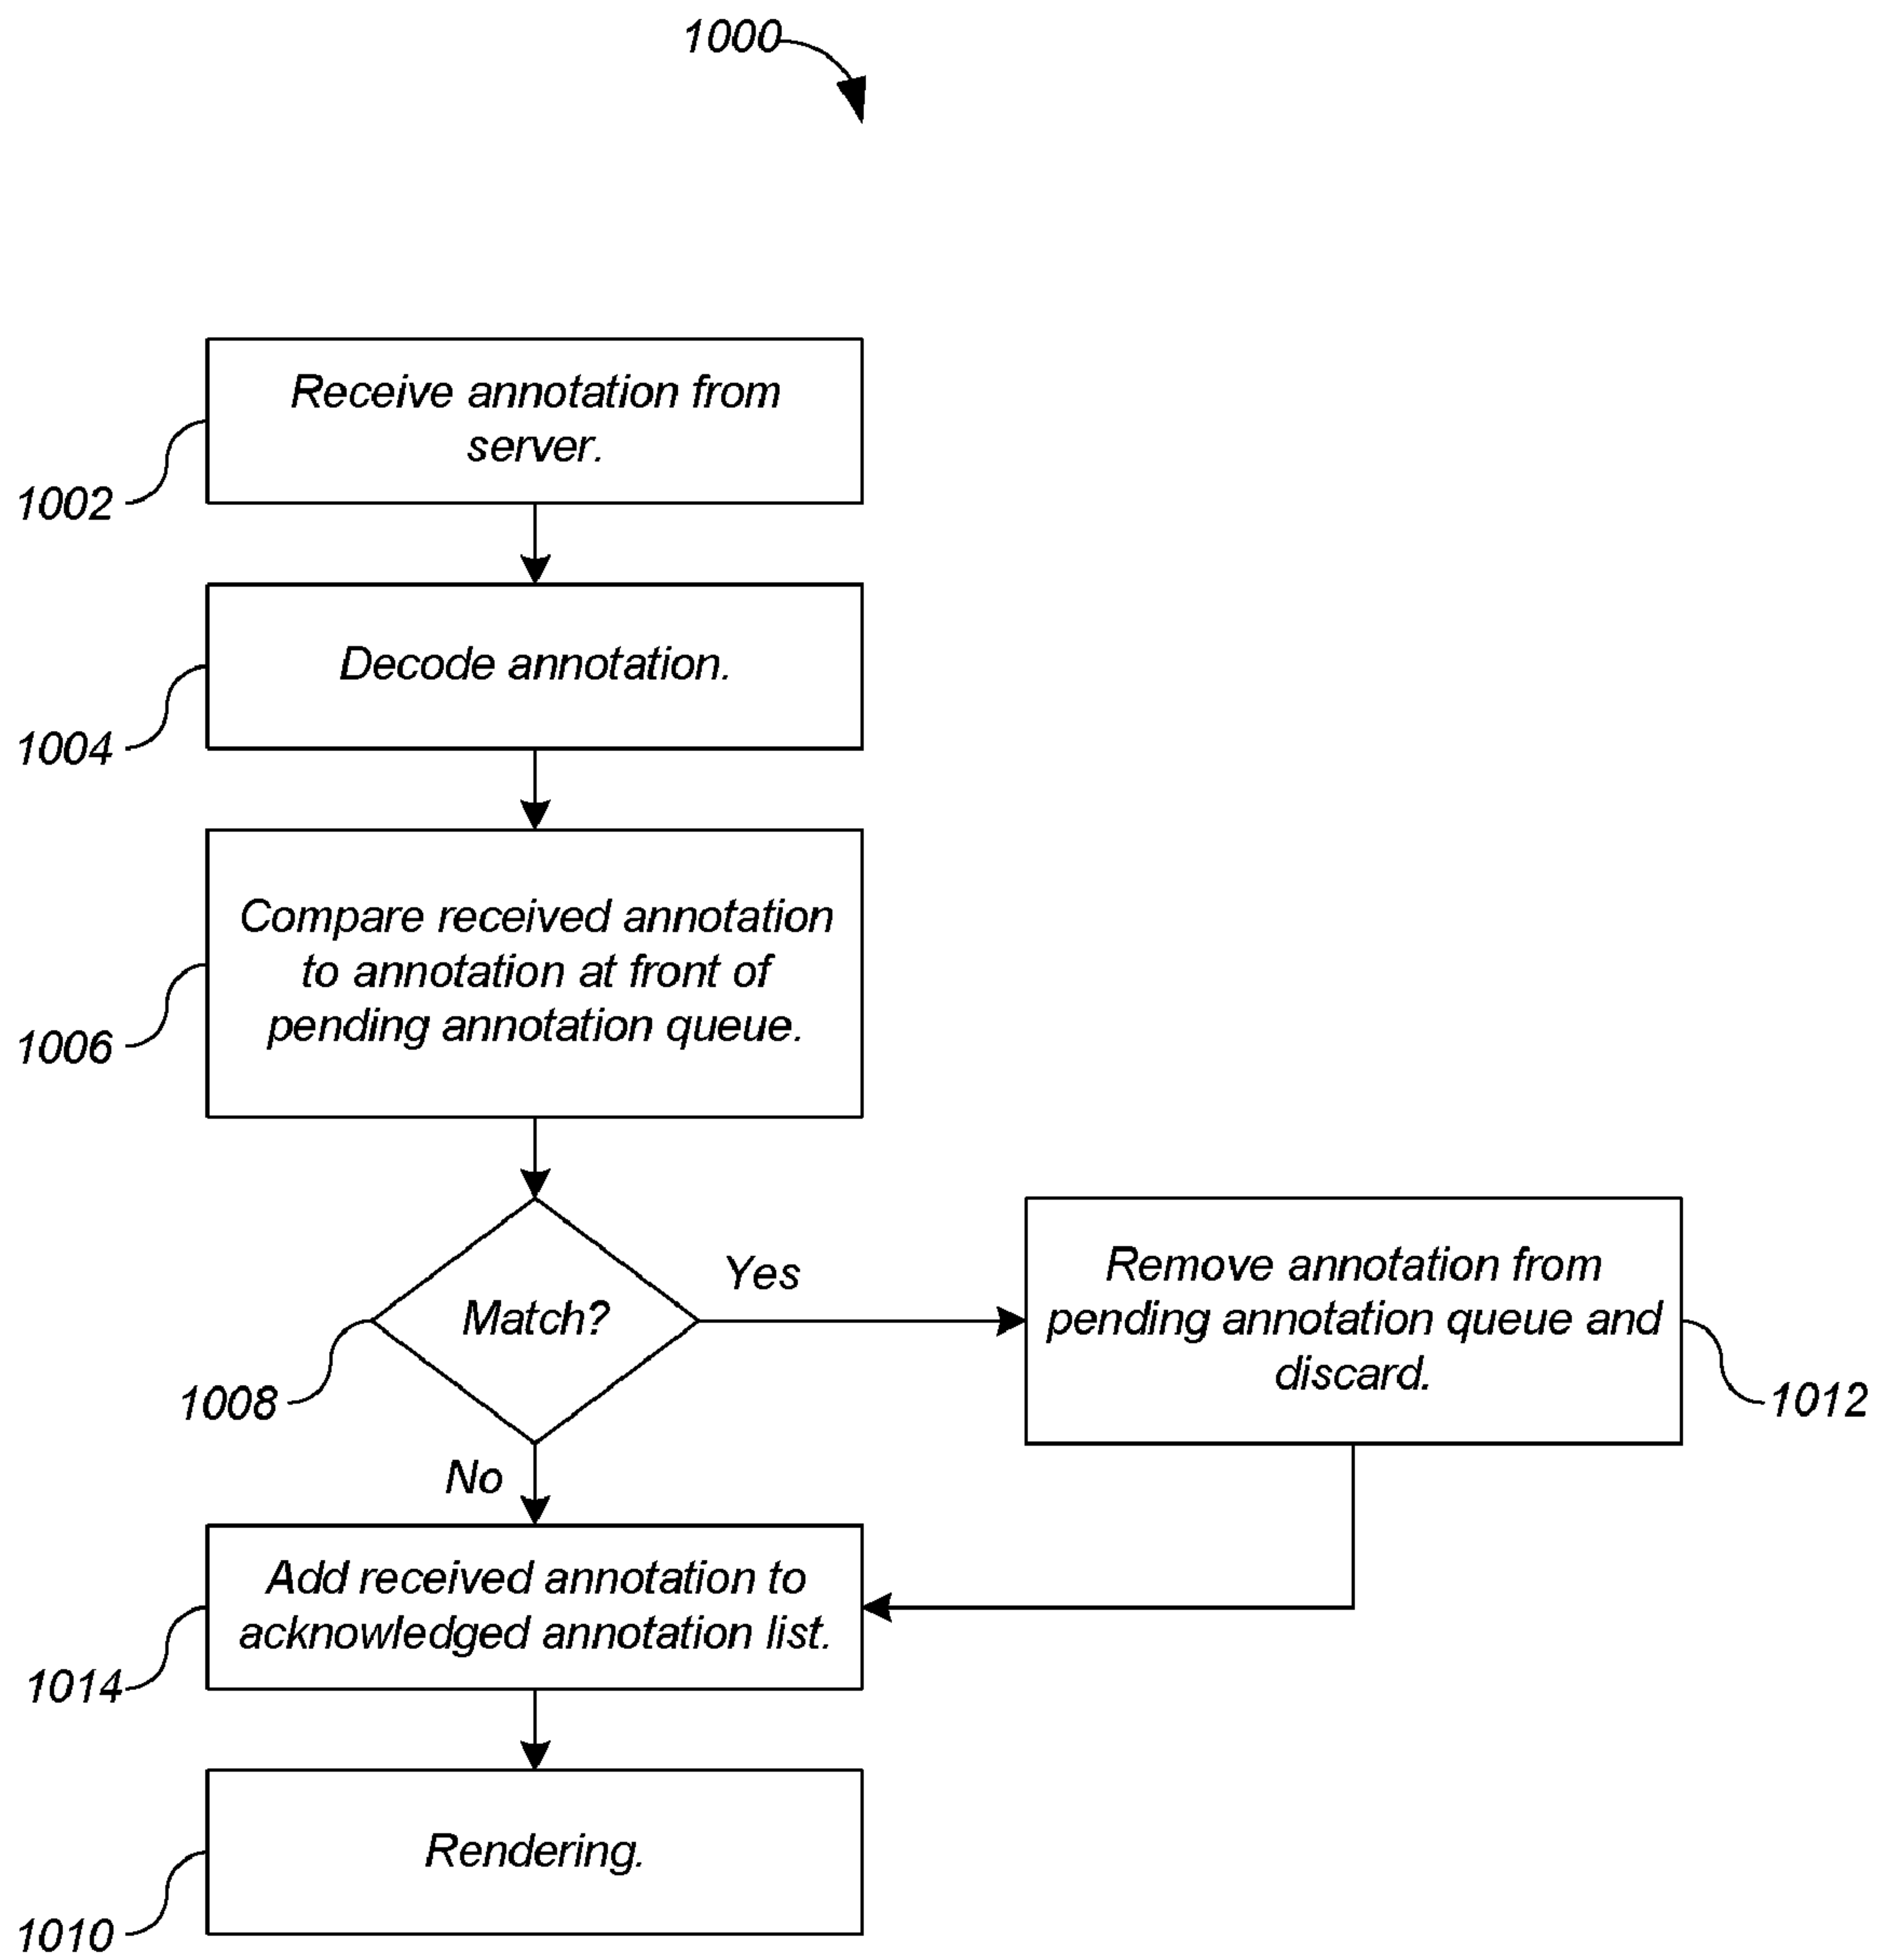 1000
Receive annotation from
server.
1002
Decode annotation.
1004
Compare received annotation
to annotation at front of
pending annotation queue.
1006
Match?
1008
Yes
Remove annotation from
pending annotation queue and
discard.
1012
No
Add received annotation to
acknowledged annotation list.
1014
Rendering.
1010